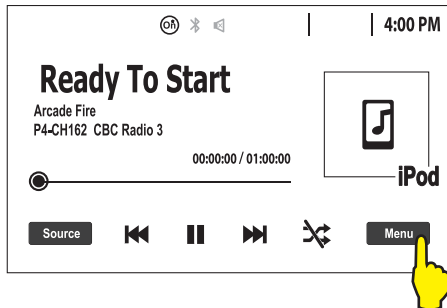 4:00 PM
Ready To Start
Arcade Fire
P4-CH162 CBC Radio 3
00:00:00 / 01:00:00
iPod
Source
Menu